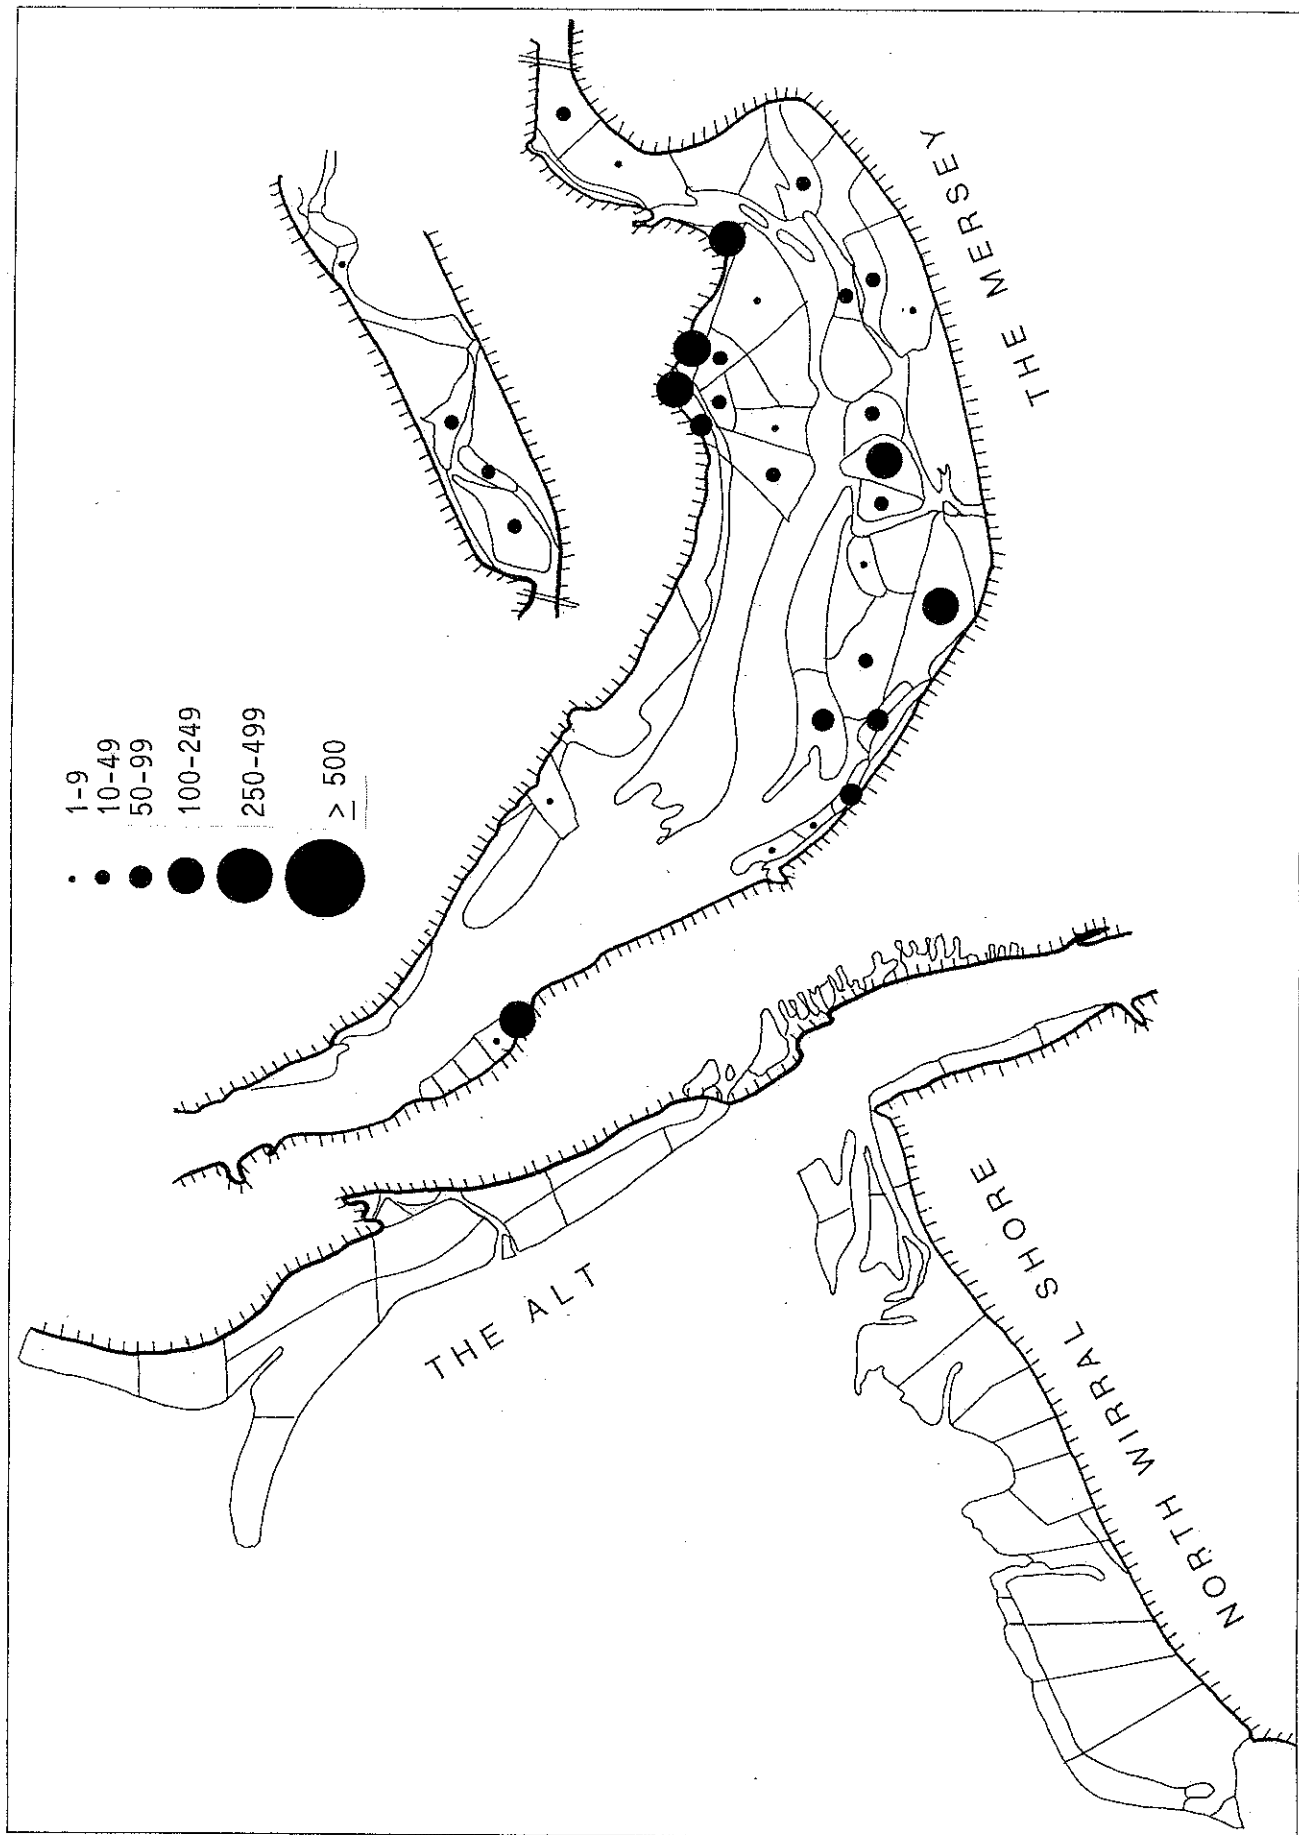 1-9
10-49
50-99
100-249
250-499
≥ 500
THE MERSEY
THE ALT
NORTH WIRRAL SHORE